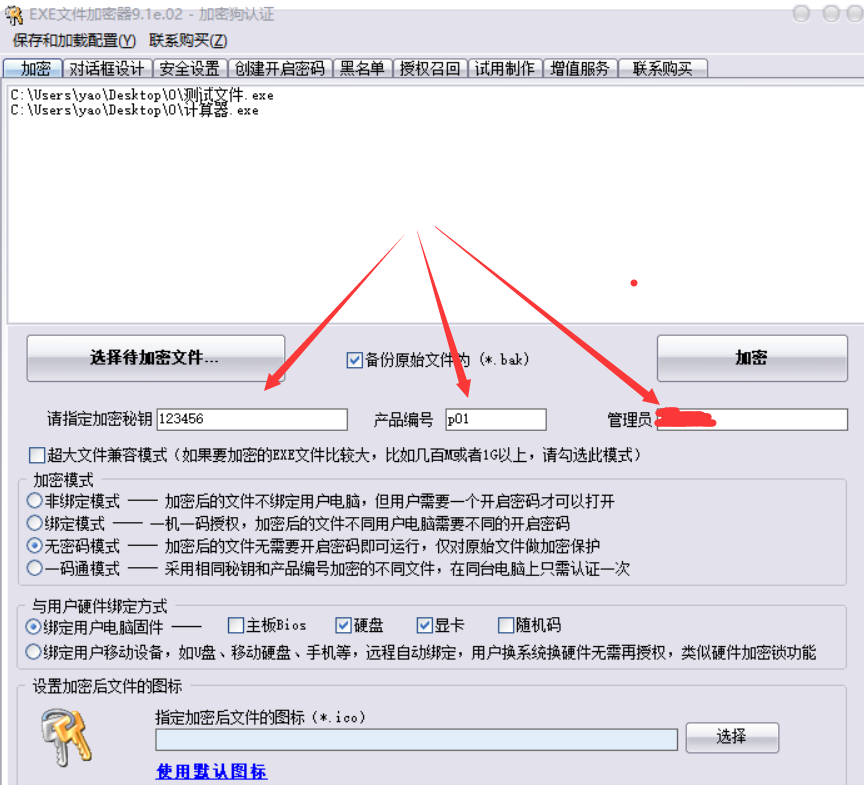 EXE文件加密器9.1e.02 - 加密狗认证
保存和加载配置(Y) 联系购买(Z)
加密 对话框设计 安全设置 创建开启密码 黑名单 授权召回 试用制作 增值服务 联系购买
C:\Users\yao\Desktop\0\测试文件.exe
C:\Users\yao\Desktop\0\计算器.exe
选择待加密文件... 备份原始文件为 (*.bak) 加密
请指定加密秘钥 123456 产品编号 p01 管理员
超大文件兼容模式（如果要加密的EXE文件比较大，比如几百M或者1G以上，请勾选此模式）
加密模式
非绑定模式 —— 加密后的文件不绑定用户电脑，但用户需要一个开启密码才可以打开
绑定模式 —— 一机一码授权，加密后的文件不同用户电脑需要不同的开启密码
无密码模式 —— 加密后的文件无需要开启密码即可运行，仅对原始文件做加密保护
一码通模式 —— 采用相同秘钥和产品编号加密的不同文件，在同台电脑上只需认证一次
与用户硬件绑定方式
绑定用户电脑固件 —— 主板Bios 硬盘 显卡 随机码
绑定用户移动设备，如U盘、移动硬盘、手机等，远程自动绑定，用户换系统换硬件无需再授权，类似硬件加密锁功能
设置加密后文件的图标
指定加密后文件的图标 (*.ico)
选择
使用默认图标